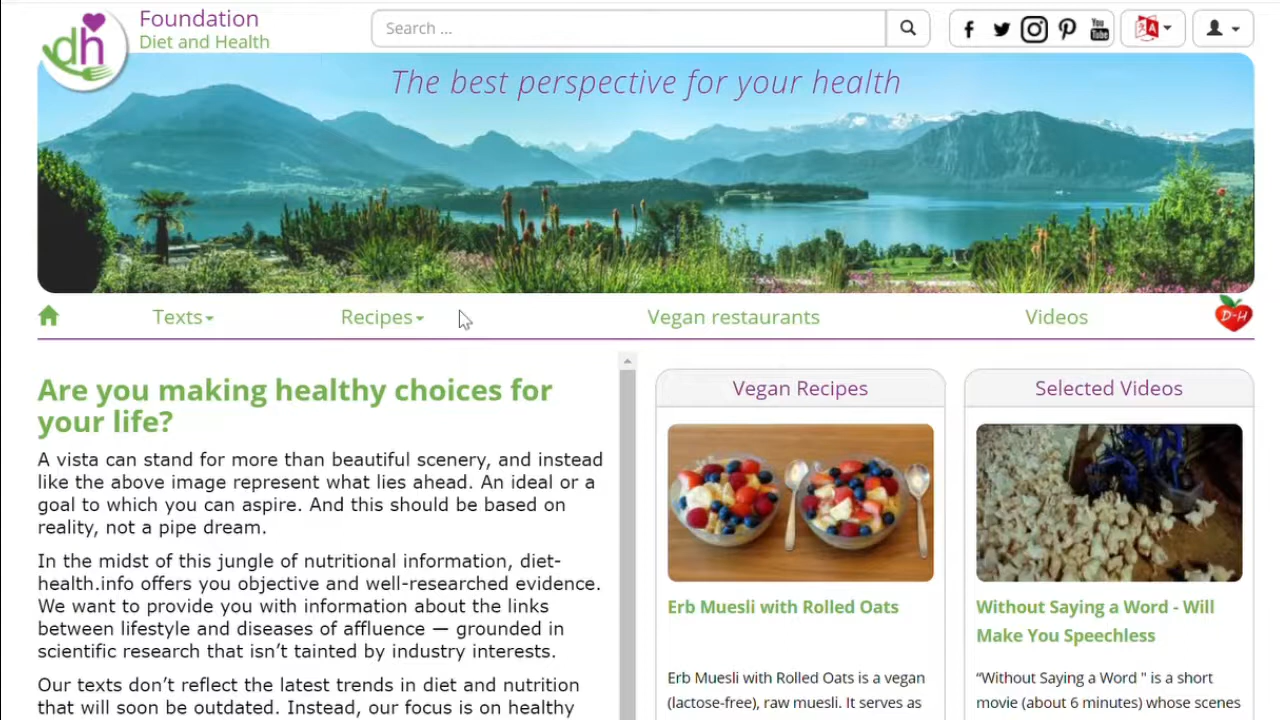 dh
Foundation
Diet and Health
Search ...
You
Tube
The best perspective for your health
Texts
Recipes
Vegan restaurants
Videos
D-H
Are you making healthy choices for
your life?
A vista can stand for more than beautiful scenery, and instead
like the above image represent what lies ahead. An ideal or a
goal to which you can aspire. And this should be based on
reality, not a pipe dream.
In the midst of this jungle of nutritional information, diet-
health.info offers you objective and well-researched evidence.
We want to provide you with information about the links
between lifestyle and diseases of affluence — grounded in
scientific research that isn't tainted by industry interests.
Our texts don't reflect the latest trends in diet and nutrition
that will soon be outdated. Instead, our focus is on healthy
Vegan Recipes
Erb Muesli with Rolled Oats
Erb Muesli with Rolled Oats is a vegan
(lactose-free), raw muesli. It serves as
Selected Videos
Without Saying a Word - Will
Make You Speechless
“Without Saying a Word " is a short
movie (about 6 minutes) whose scenes